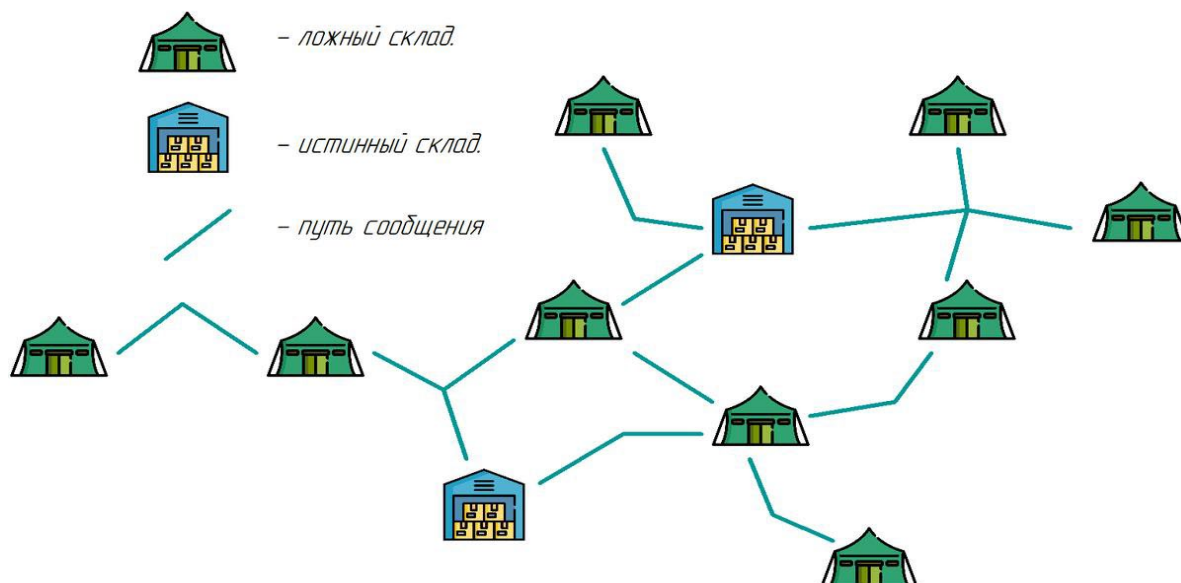 – ложный склад.
– истинный склад.
– путь сообщения